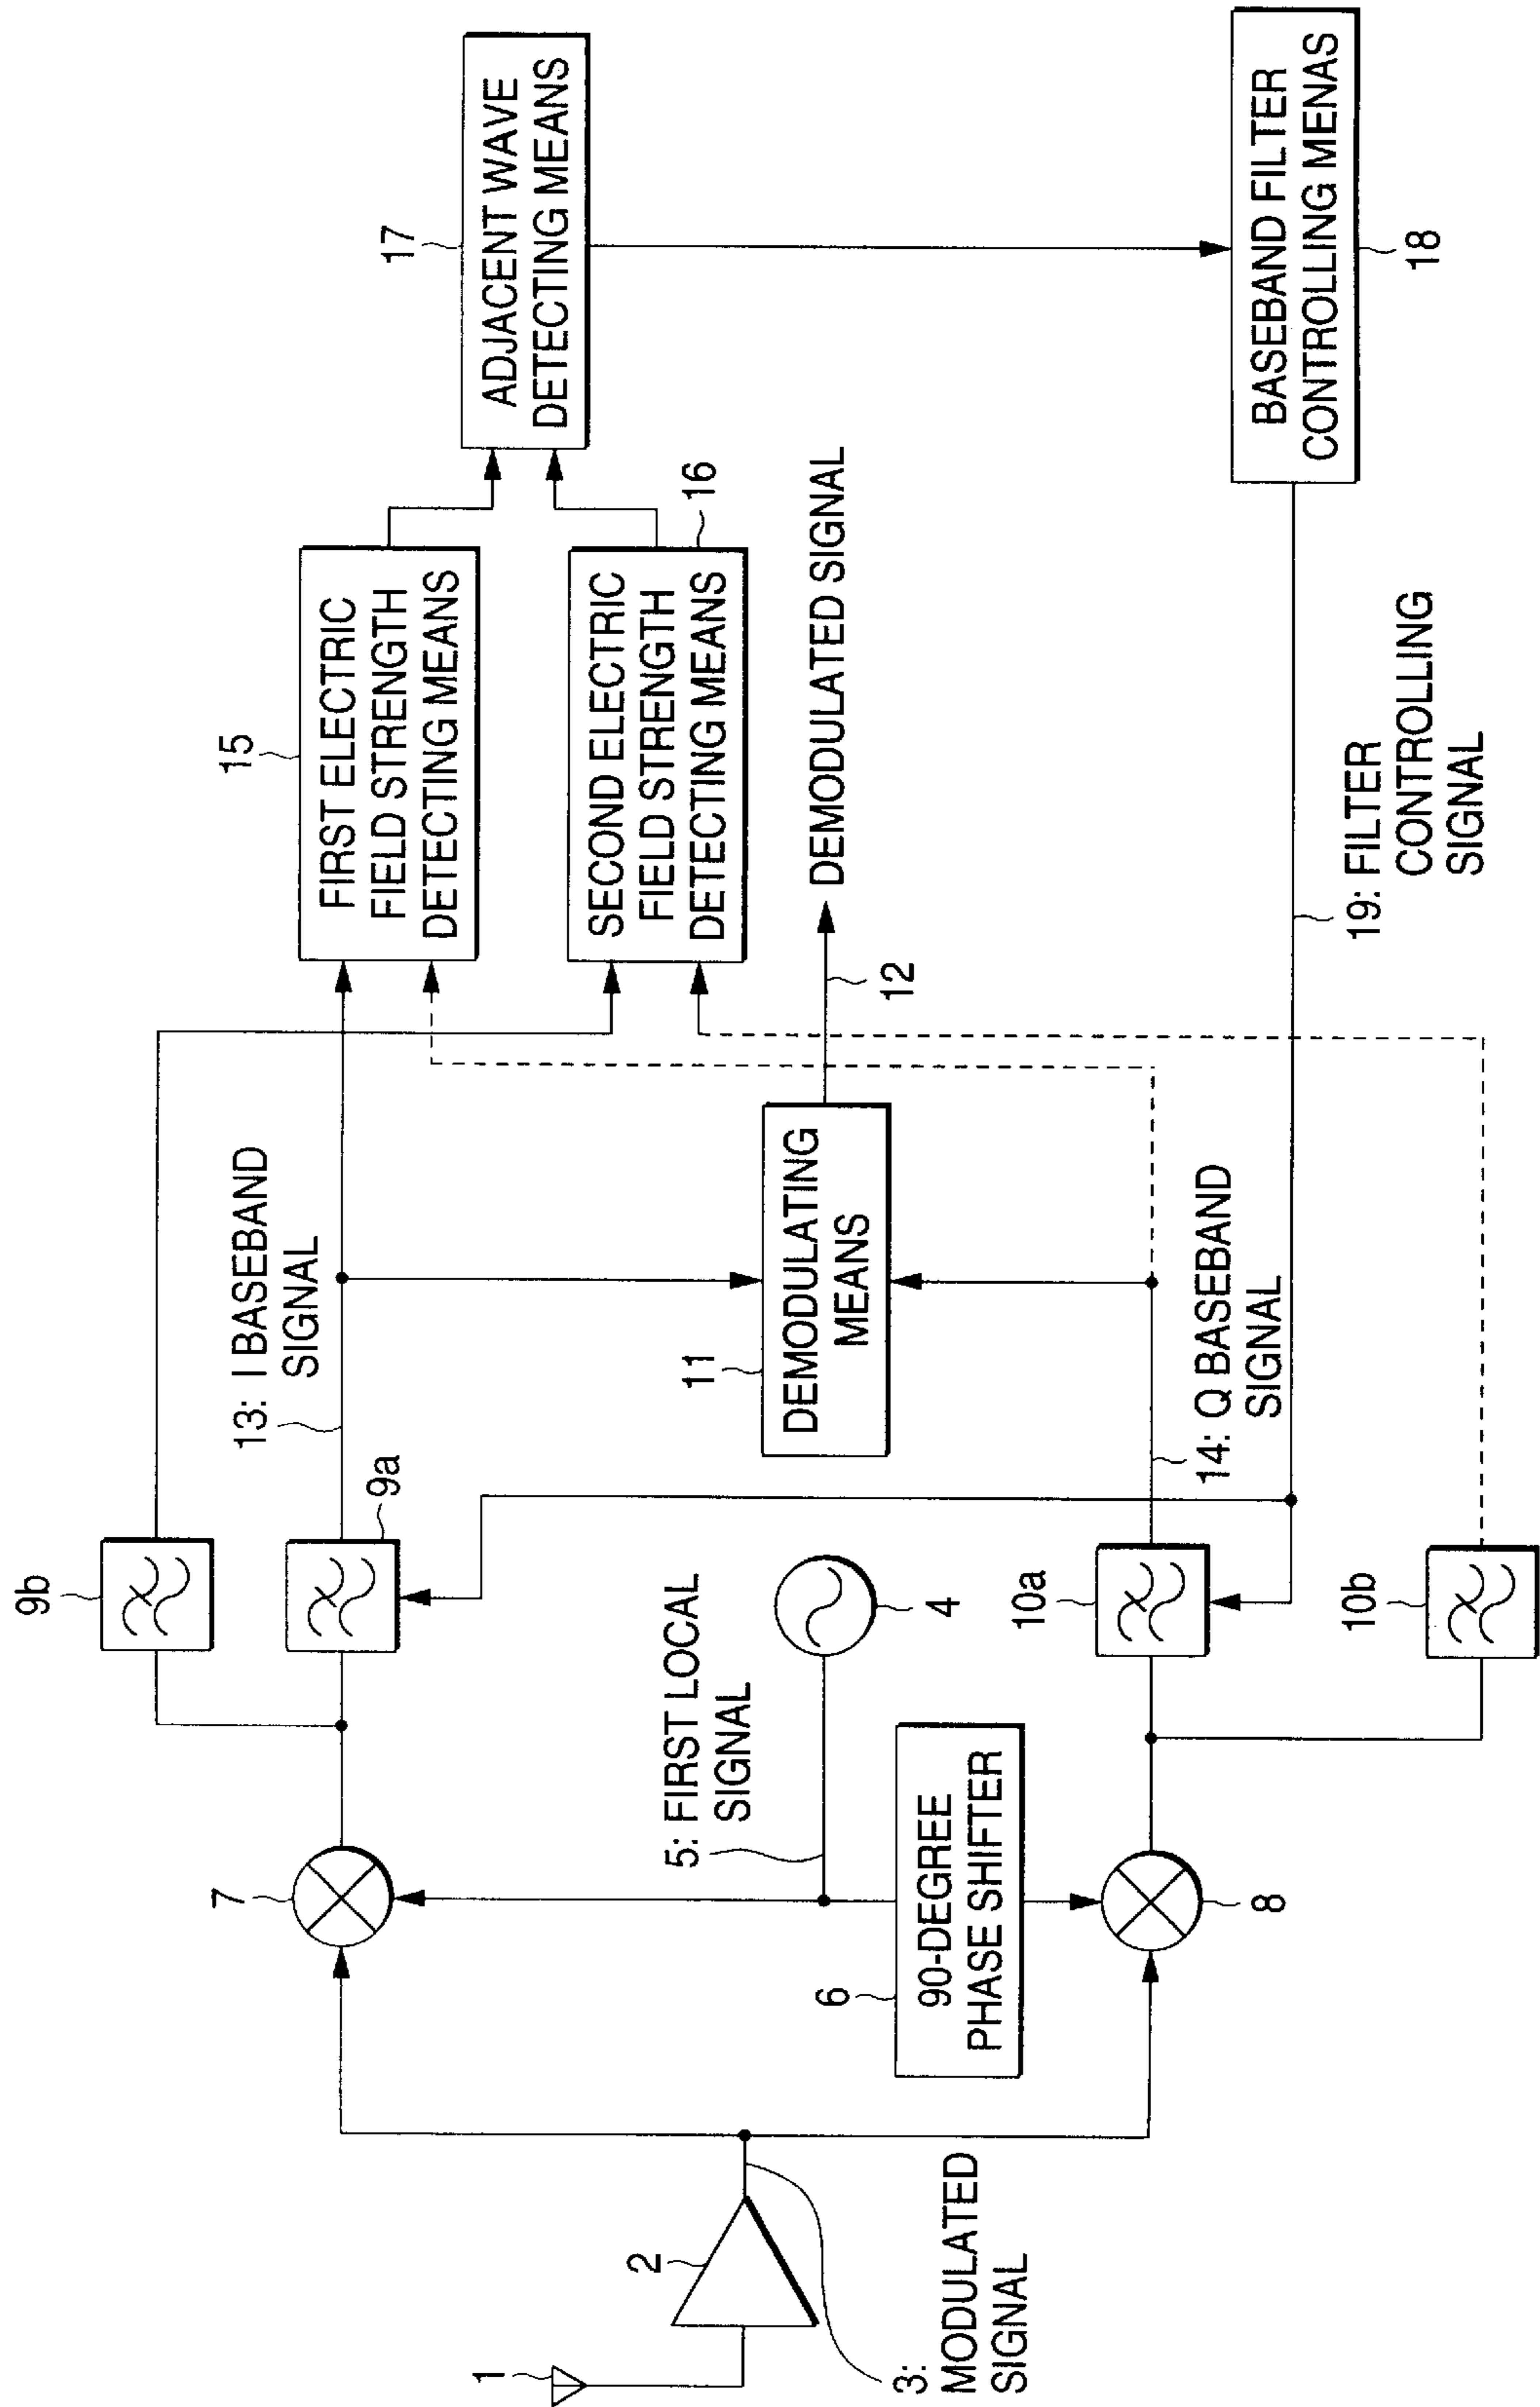 1
2
3:
MODULATED
SIGNAL
7
6
90-DEGREE
PHASE SHIFTER
8
5: FIRST LOCAL
SIGNAL
4
9b
9a
10a
10b
13: I BASEBAND
SIGNAL
11
DEMODULATING
MEANS
14: Q BASEBAND
SIGNAL
12
DEMODULATED SIGNAL
15
FIRST ELECTRIC
FIELD STRENGTH
DETECTING MEANS
16
SECOND ELECTRIC
FIELD STRENGTH
DETECTING MEANS
17
ADJACENT WAVE
DETECTING MEANS
19: FILTER
CONTROLLING
SIGNAL
BASEBAND FILTER
CONTROLLING MENAS
18